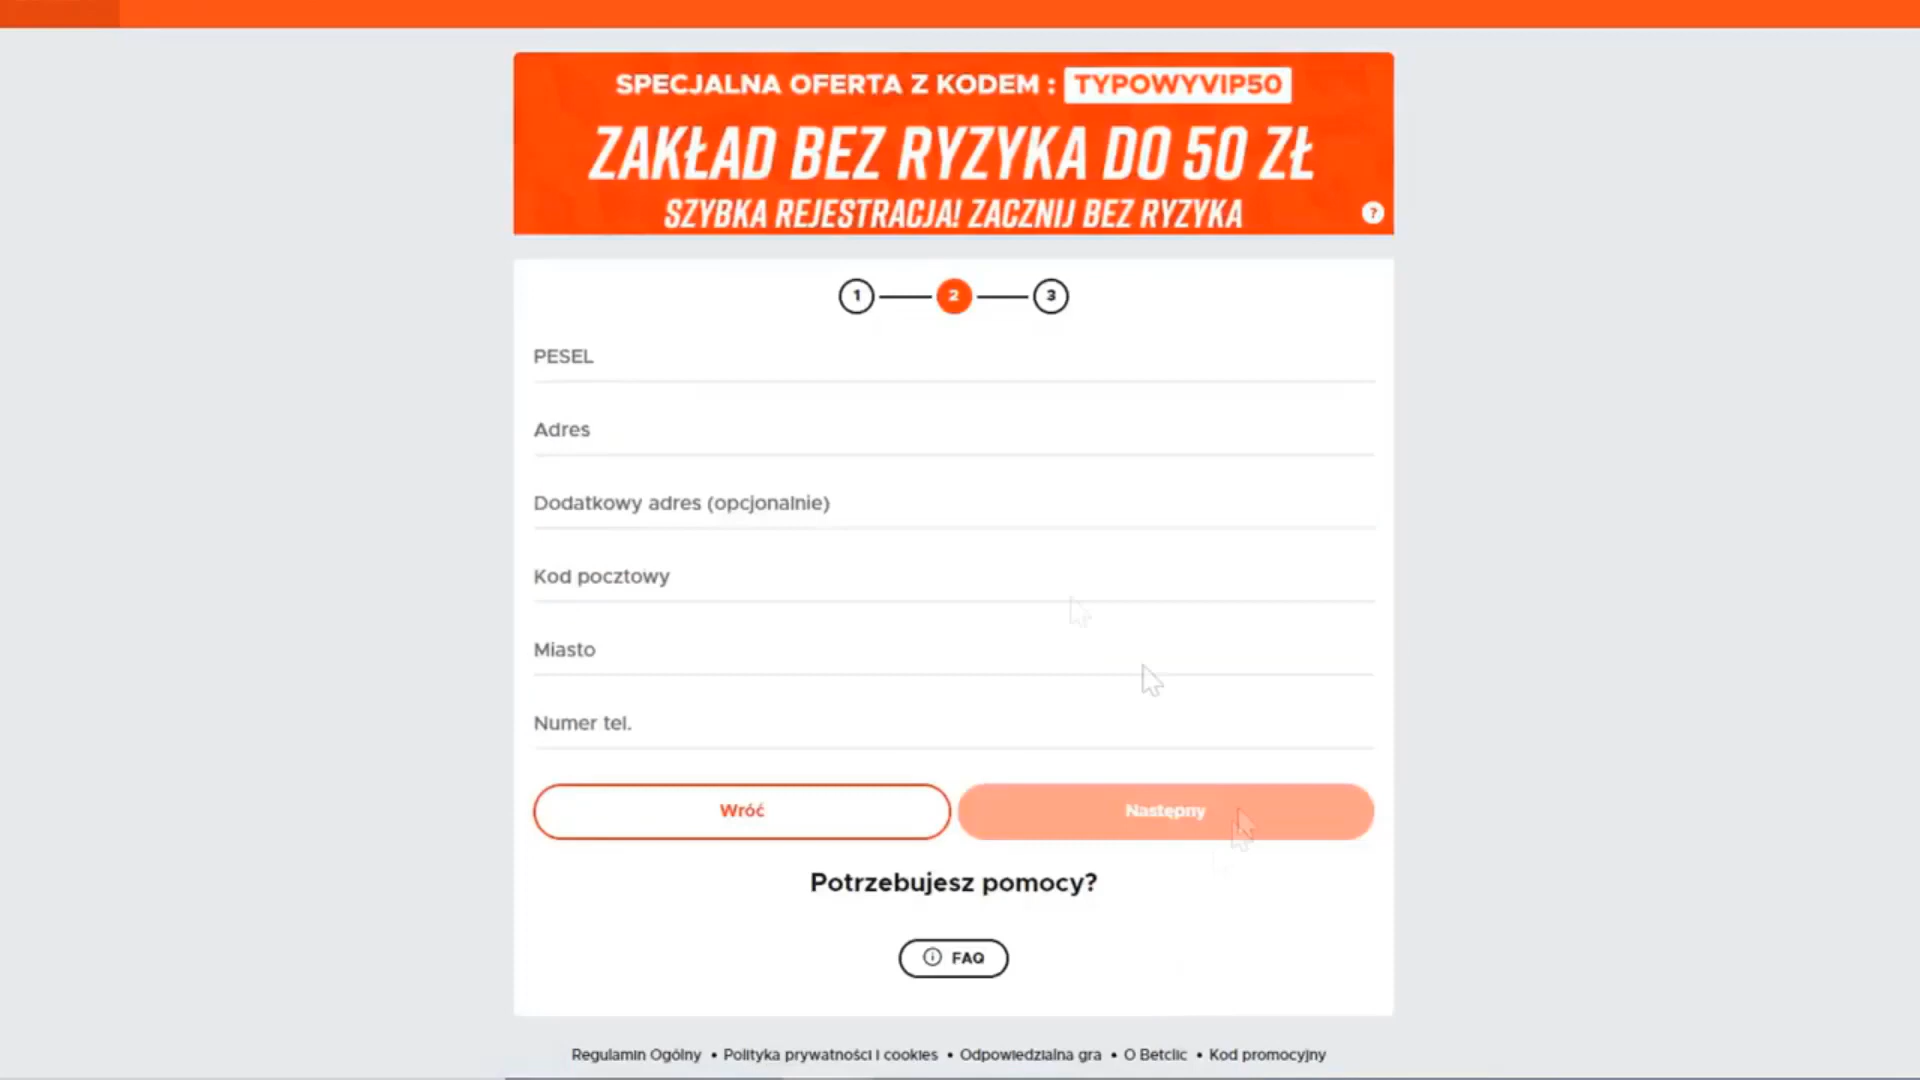 SPECJALNA OFERTA Z KODEM : TYPOWYVIP50
ZAKŁAD BEZ RYZYKA DO 50 ZŁ
SZYBKA REJESTRACJA! ZACZNIJ BEZ RYZYKA
?
1 2 3
PESEL
Adres
Dodatkowy adres (opcjonalnie)
Kod pocztowy
Miasto
Numer tel.
Wróć Następny
Potrzebujesz pomocy?
FAQ
Regulamin Ogólny • Polityka prywatności i cookies • Odpowiedzialna gra • O Betclic • Kod promocyjny